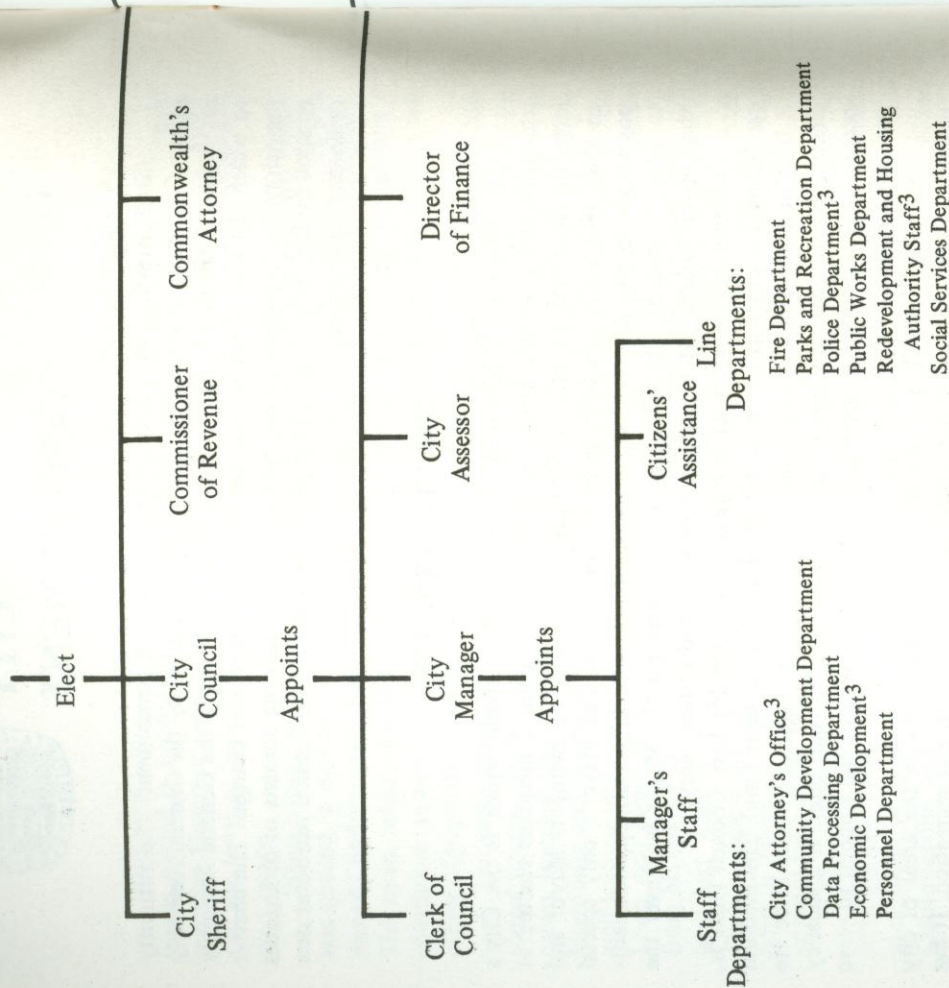 Elect
City
Sheriff
City
Council
Commissioner
of Revenue
Commonwealth's
Attorney
Appoints
Clerk of
Council
City
Manager
City
Assessor
Director
of Finance
Appoints
Staff
Departments:
City Attorney's Office3
Community Development Department
Data Processing Department
Economic Development3
Personnel Department
Manager's
Staff
Citizens'
Assistance
Line
Departments:
Fire Department
Parks and Recreation Department
Police Department3
Public Works Department
Redevelopment and Housing
Authority Staff3
Social Services Department